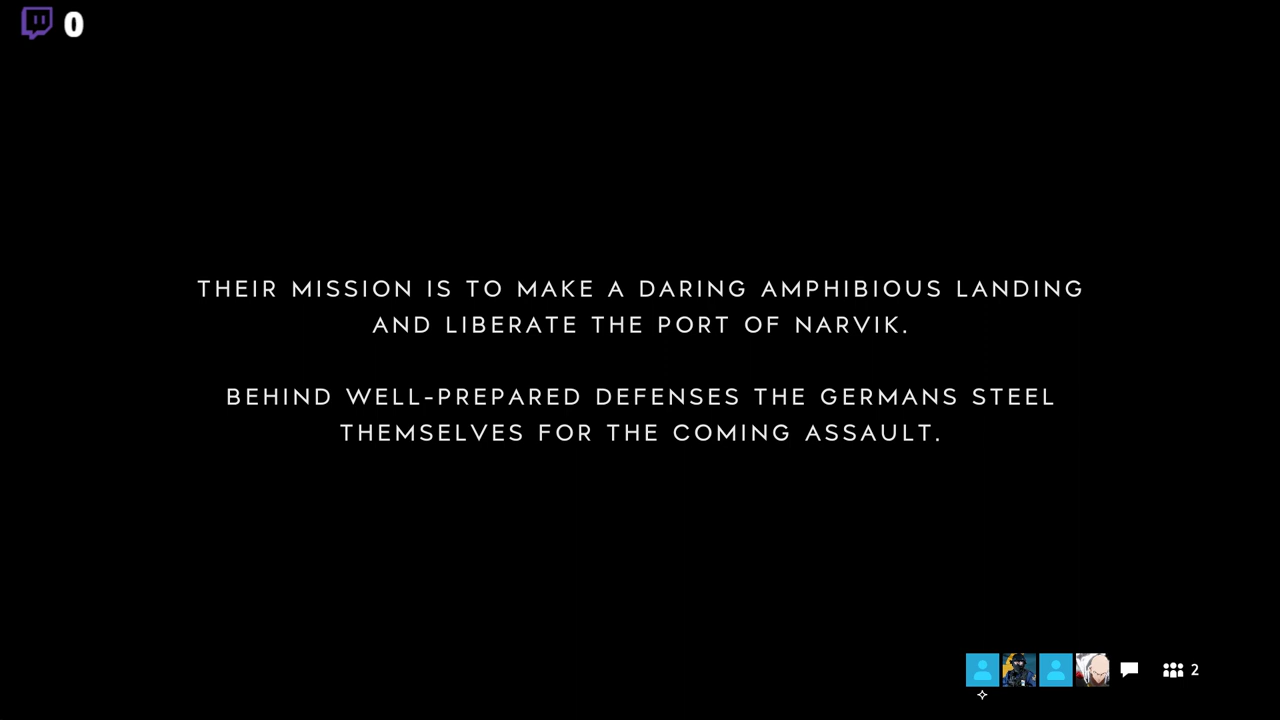 0
THEIR MISSION IS TO MAKE A DARING AMPHIBIOUS LANDING
AND LIBERATE THE PORT OF NARVIK.
BEHIND WELL-PREPARED DEFENSES THE GERMANS STEEL
THEMSELVES FOR THE COMING ASSAULT.
2